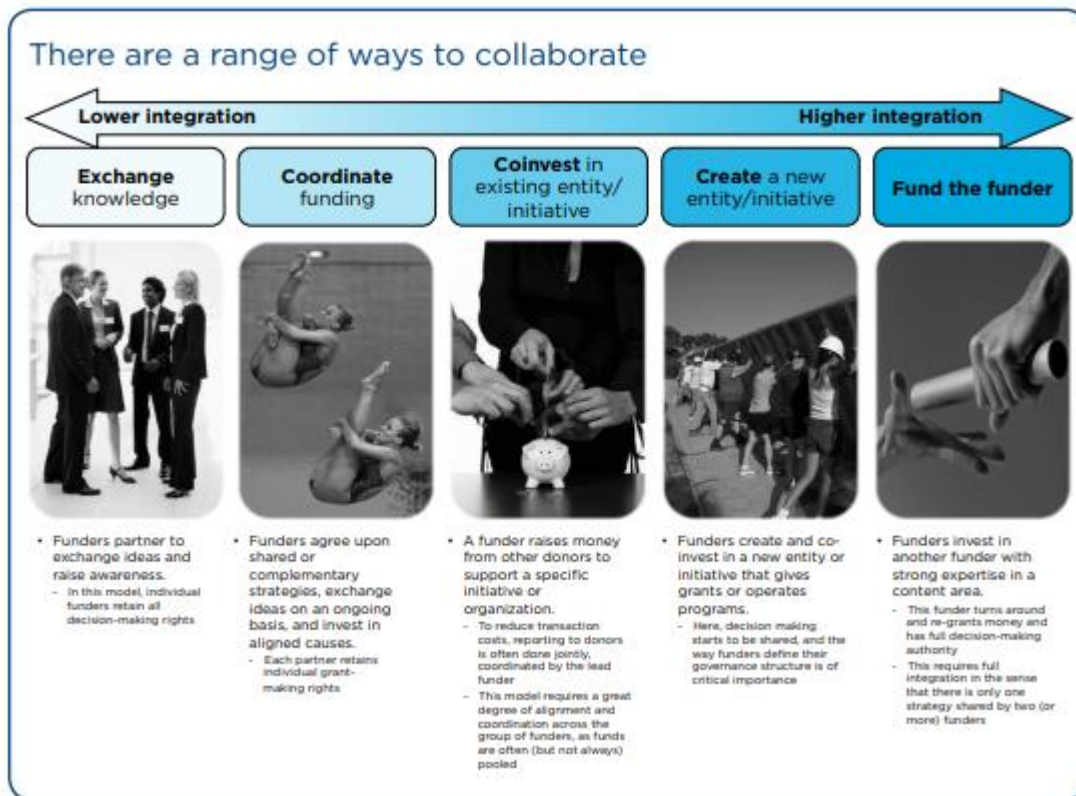 There are a range of ways to collaborate
Lower integration
Higher integration
Exchange
knowledge
Coordinate
funding
Coinvest in
existing entity/
initiative
Create a new
entity/initiative
Fund the funder
• Funders partner to
exchange ideas and
raise awareness.
- In this model, individual
funders retain all
decision-making rights
• Funders agree upon
shared or
complementary
strategies, exchange
ideas on an ongoing
basis, and invest in
aligned causes.
- Each partner retains
individual grant-
making rights
• A funder raises money
from other donors to
support a specific
initiative or
organization.
- To reduce transaction
costs, reporting to donors
is often done jointly,
coordinated by the lead
funder
- This model requires a great
degree of alignment and
coordination across the
group of funders, as funds
are often (but not always)
pooled
• Funders create and co-
invest in a new entity or
initiative that gives
grants or operates
programs.
- Here, decision making
starts to be shared, and the
way funders define their
governance structure is of
critical importance
• Funders invest in
another funder with
strong expertise in a
content area.
- This funder turns around
and re-grants money and
has full decision-making
authority
- This requires full
integration in the sense
that there is only one
strategy shared by two (or
more) funders